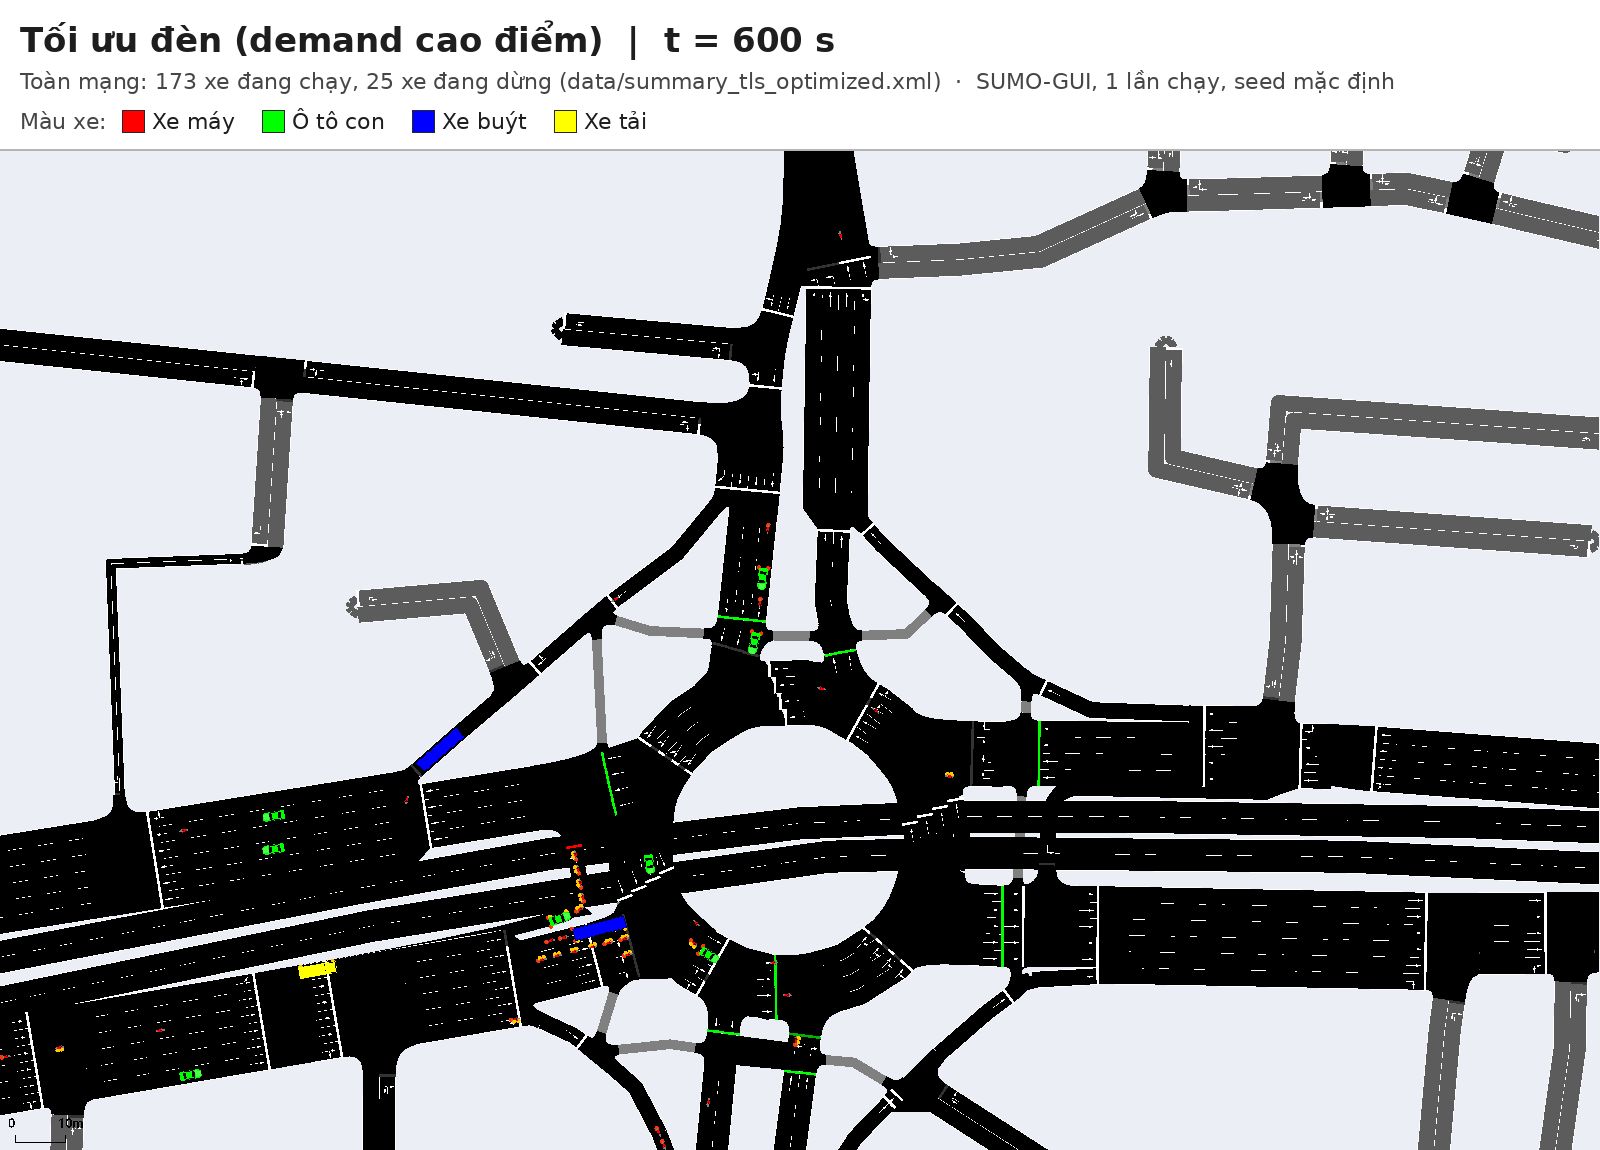 Tối ưu đèn (demand cao điểm) | t = 600 s
Toàn mạng: 173 xe đang chạy, 25 xe đang dừng (data/summary_tls_optimized.xml) · SUMO-GUI, 1 lần chạy, seed mặc định
Màu xe: Xe máy Ô tô con Xe buýt Xe tải
0 10m